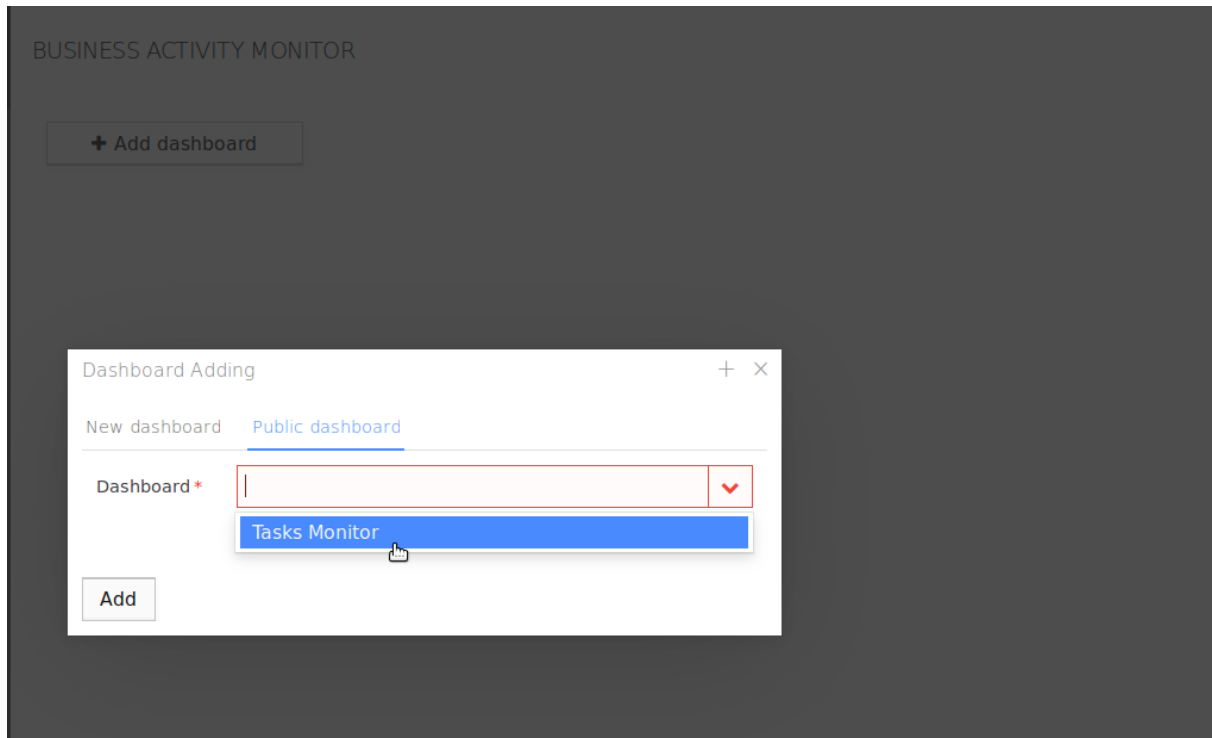 BUSINESS ACTIVITY MONITOR
+ Add dashboard
Dashboard Adding
New dashboard Public dashboard
Dashboard *
Tasks Monitor
Add